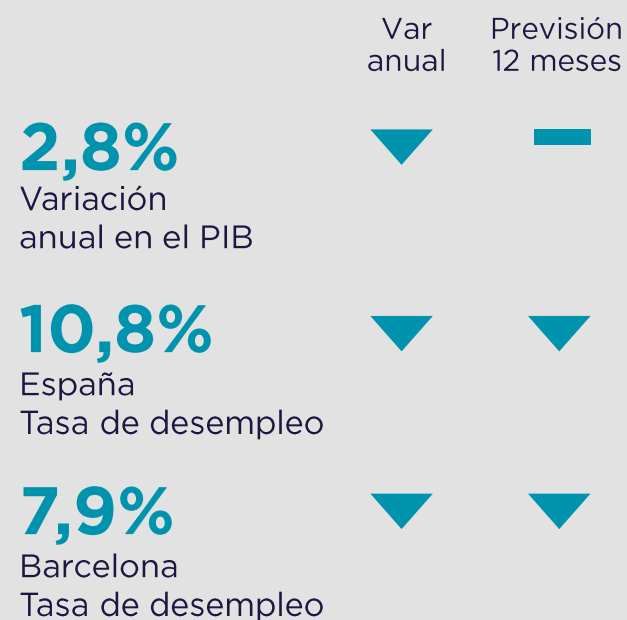 Var
anual
Previsión
12 meses
2,8%
Variación
anual en el PIB
10,8%
España
Tasa de desempleo
7,9%
Barcelona
Tasa de desempleo